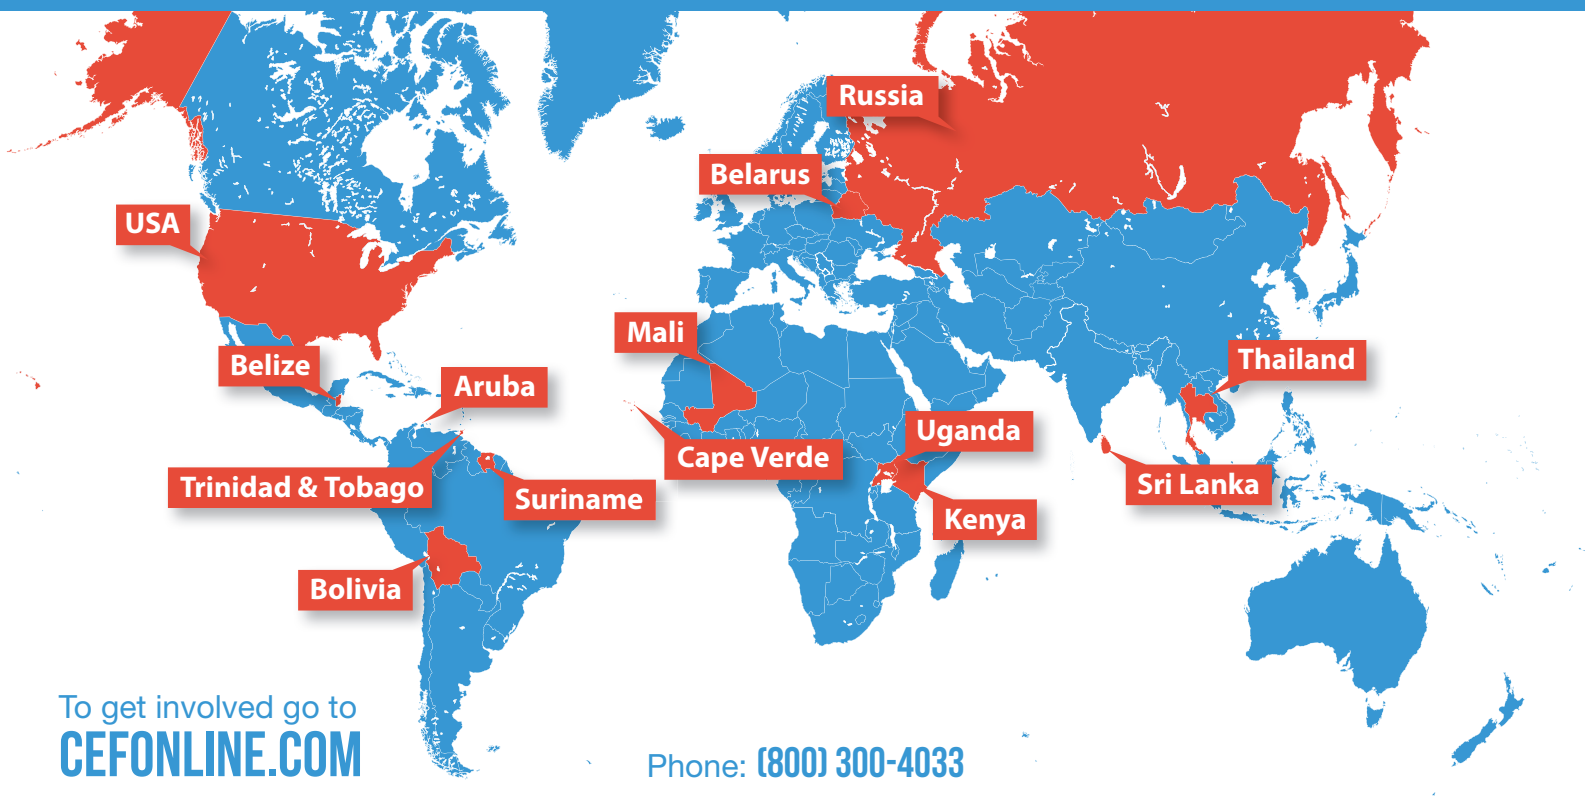 Russia
Belarus
USA
Mali
Belize
Aruba
Thailand
Uganda
Cape Verde
Trinidad & Tobago
Suriname
Sri Lanka
Kenya
Bolivia
To get involved go to
CEFONLINE.COM
Phone: (800) 300-4033